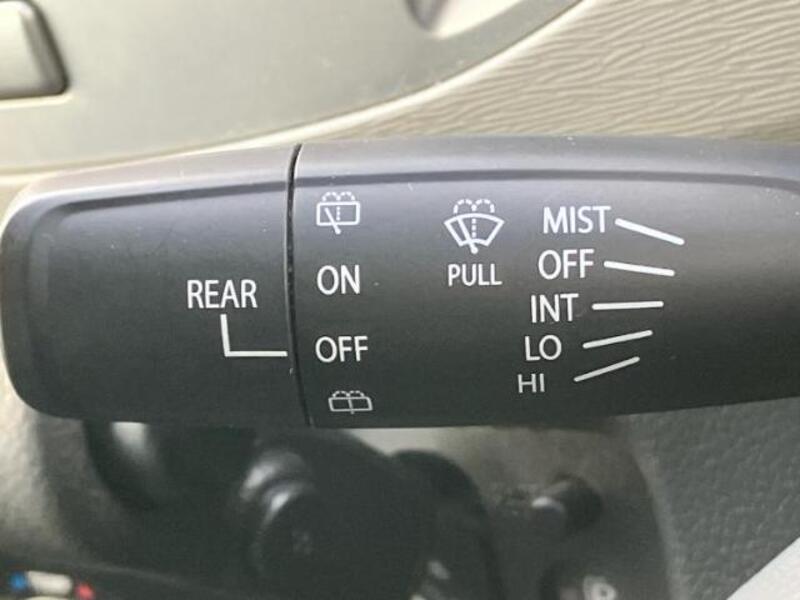 REAR
ON
OFF
PULL
MIST
OFF
INT
LO
HI